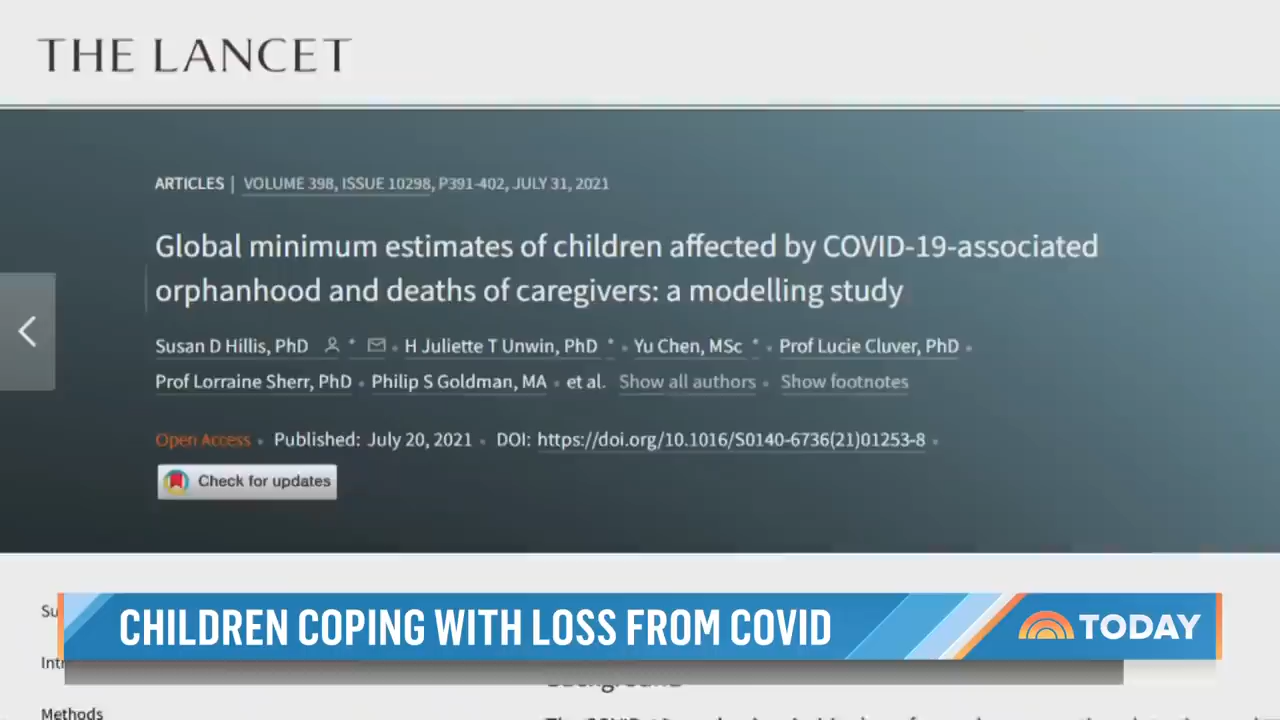 THE LANCET
ARTICLES | VOLUME 398, ISSUE 10298, P391-402, JULY 31, 2021
Global minimum estimates of children affected by COVID-19-associated
orphanhood and deaths of caregivers: a modelling study
Susan D Hillis, PhD * • H Juliette T Unwin, PhD * • Yu Chen, MSc * • Prof Lucie Cluver, PhD •
Prof Lorraine Sherr, PhD • Philip S Goldman, MA • et al. Show all authors • Show footnotes
Open Access • Published: July 20, 2021 • DOI: https://doi.org/10.1016/S0140-6736(21)01253-8 •
Check for updates
CHILDREN COPING WITH LOSS FROM COVID
TODAY
Methods